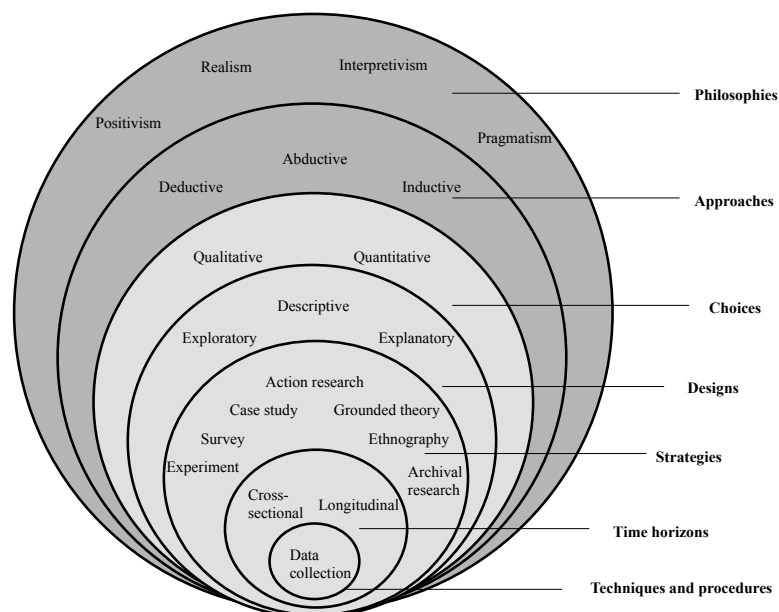 Realism
Interpretivism
Philosophies
Positivism
Pragmatism
Abductive
Deductive
Inductive
Approaches
Qualitative
Quantitative
Choices
Descriptive
Exploratory
Explanatory
Designs
Action research
Case study
Grounded theory
Survey
Ethnography
Strategies
Experiment
Archival
research
Cross-
sectional
Longitudinal
Time horizons
Data
collection
Techniques and procedures